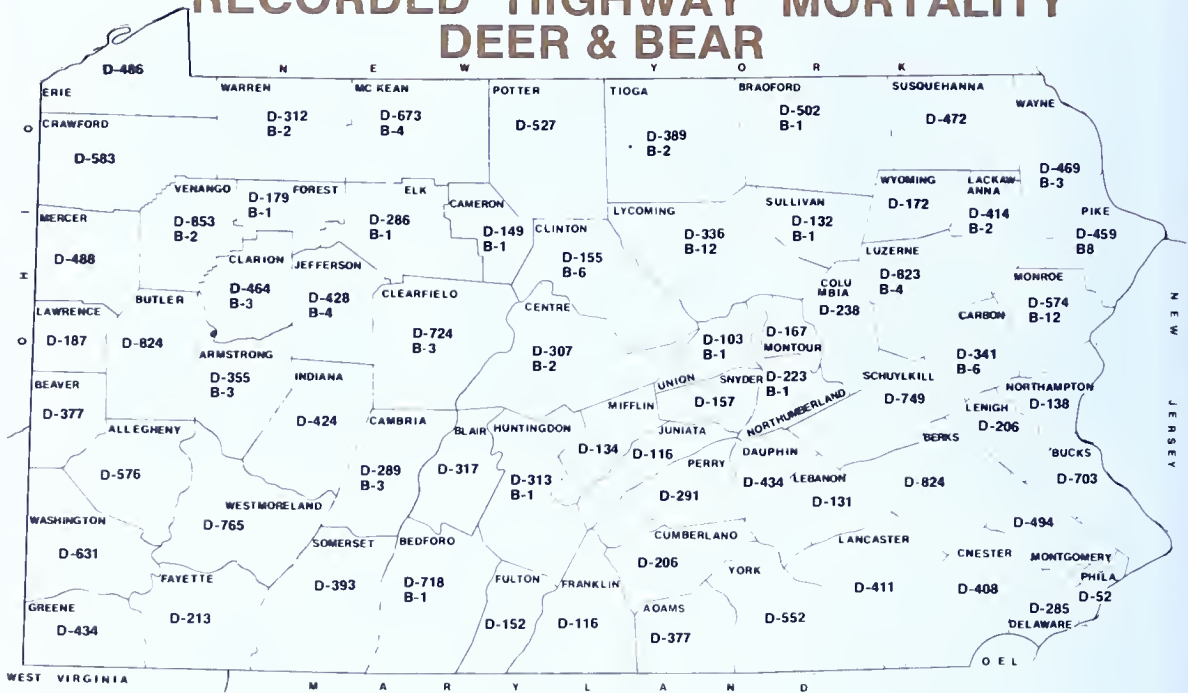 RECORDED HIGHWAY MORTALITY
DEER & BEAR
N E W Y O R K
O H I O
N E W J E R S E Y
ERIE
D-486
WARREN
D-312
B-2
MC KEAN
D-673
B-4
POTTER
D-527
TIOGA
D-389
B-2
BRAOFORD
D-502
B-1
SUSQUEHANNA
D-472
WAYNE
D-469
B-3
CRAWFORD
D-583
VENANGO
D-853
B-2
FOREST
D-179
B-1
ELK
D-286
B-1
CAMERON
D-149
B-1
CLINTON
D-155
B-6
LYCOMING
D-336
B-12
SULLIVAN
D-132
B-1
WYOMING
D-172
LACKAW-
ANNA
D-414
B-2
PIKE
D-459
B8
MERCER
D-488
CLARION
D-464
B-3
JEFFERSON
D-428
B-4
CLEARFIELD
D-724
B-3
CENTRE
D-307
B-2
COLU
MBIA
D-238
LUZERNE
D-823
B-4
MONROE
D-574
B-12
LAWRENCE
D-187
BUTLER
D-824
ARMSTRONG
D-355
B-3
INDIANA
D-424
D-103
B-1
D-167
MONTOUR
CARBON
D-341
B-6
BEAVER
D-377
CAMBRIA
D-289
B-3
BLAIR
D-317
HUNTINGDON
D-313
B-1
MIFFLIN
D-134
UNION
SNYDER
D-157
D-223
B-1
NORTHUMBERLAND
SCHUYLKILL
D-749
NORTHAMPTON
D-138
LENIGH
D-206
ALLEGHENY
D-576
JUNIATA
D-116
PERRY
D-291
DAUPHIN
D-434
LEBANON
D-131
BERKS
D-824
BUCKS
D-703
WESTMORELAND
D-765
WASHINGTON
D-631
SOMERSET
D-393
BEDFORO
D-718
B-1
FULTON
D-152
FRANKLIN
D-116
CUMBERLANO
D-206
YORK
D-552
LANCASTER
D-411
CNESTER
D-408
D-494
MONTGOMERY
PHILA
D-52
D-285
DELAWARE
GREENE
D-434
FAYETTE
D-213
AOAMS
D-377
O E L
WEST VIRGINIA
M A R Y L A N D